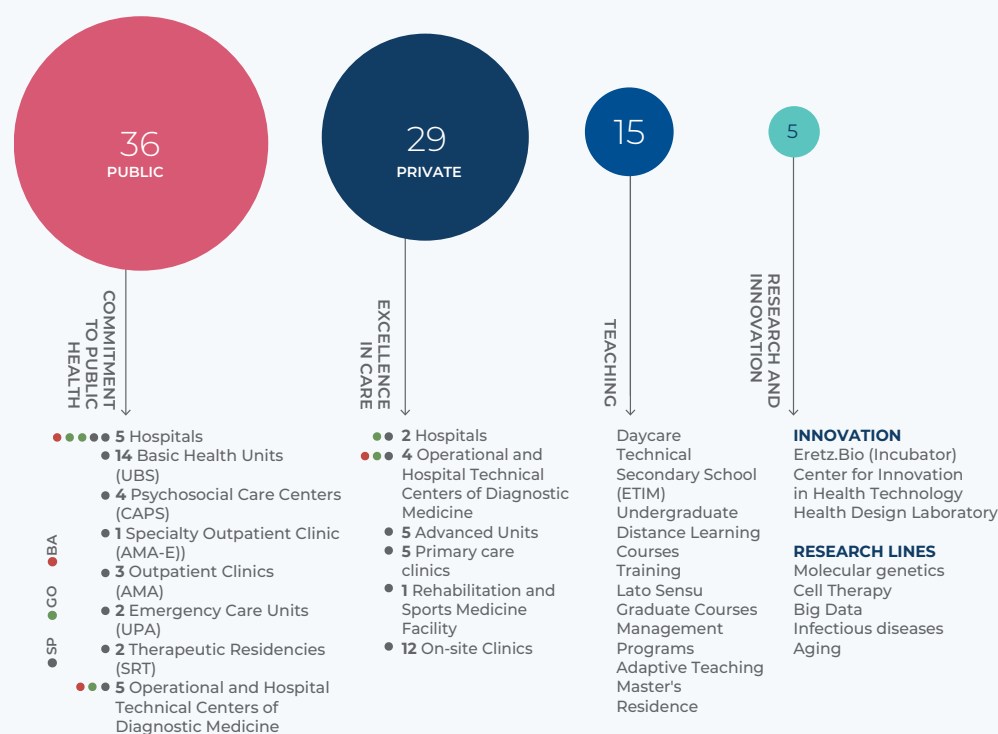 36
PUBLIC
COMMITMENT
TO PUBLIC
HEALTH
5 Hospitals
14 Basic Health Units
(UBS)
4 Psychosocial Care Centers
(CAPS)
1 Specialty Outpatient Clinic
(AMA-E))
3 Outpatient Clinics
(AMA)
2 Emergency Care Units
(UPA)
2 Therapeutic Residencies
(SRT)
5 Operational and Hospital
Technical Centers of
Diagnostic Medicine
BA
GO
SP
29
PRIVATE
EXCELLENCE
IN CARE
2 Hospitals
4 Operational and
Hospital Technical
Centers of Diagnostic
Medicine
5 Advanced Units
5 Primary care
clinics
1 Rehabilitation and
Sports Medicine
Facility
12 On-site Clinics
15
TEACHING
Daycare
Technical
Secondary School
(ETIM)
Undergraduate
Distance Learning
Courses
Training
Lato Sensu
Graduate Courses
Management
Programs
Adaptive Teaching
Master's
Residence
5
RESEARCH AND
INNOVATION
INNOVATION
Eretz.Bio (Incubator)
Center for Innovation
in Health Technology
Health Design Laboratory
RESEARCH LINES
Molecular genetics
Cell Therapy
Big Data
Infectious diseases
Aging